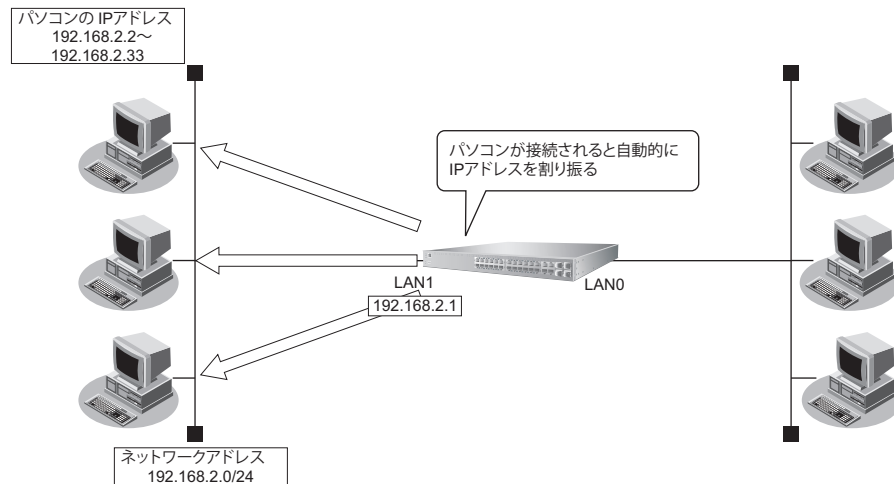 パソコンの IPアドレス
192.168.2.2～
192.168.2.33
パソコンが接続されると自動的に
IPアドレスを割り振る
LAN1
LAN0
192.168.2.1
ネットワークアドレス
192.168.2.0/24